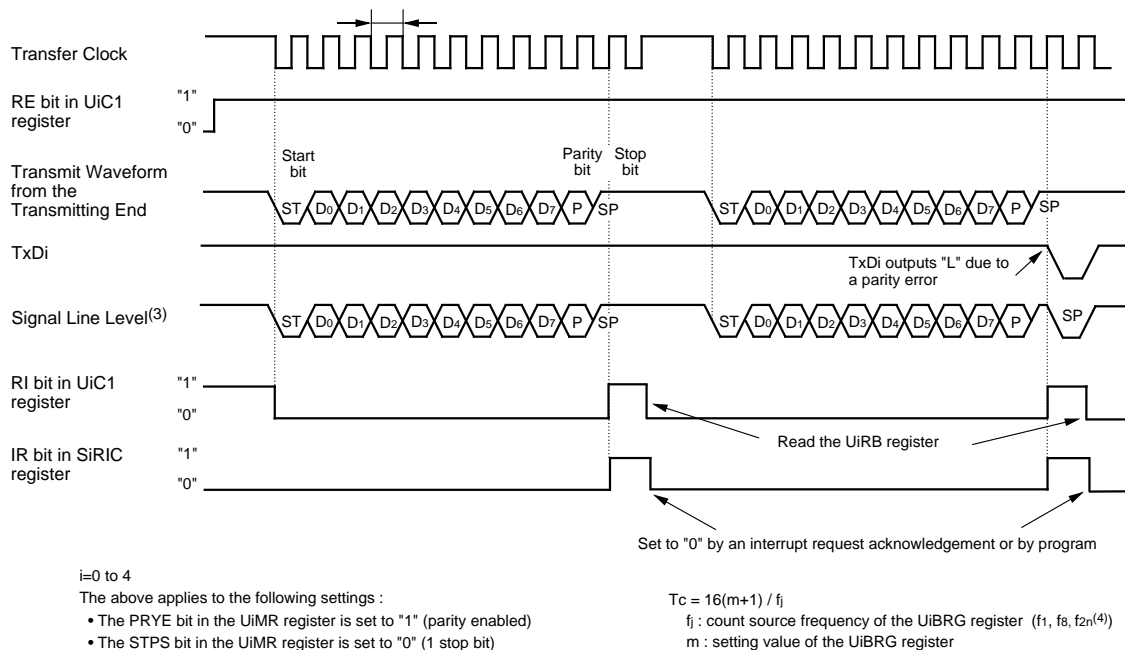 Transfer Clock
RE bit in UiC1
register
"1"
"0"
Start
bit
Parity
bit
Stop
bit
Transmit Waveform
from the
Transmitting End
ST D0 D1 D2 D3 D4 D5 D6 D7 P SP
ST D0 D1 D2 D3 D4 D5 D6 D7 P SP
TxDi
TxDi outputs "L" due to
a parity error
Signal Line Level(3)
ST D0 D1 D2 D3 D4 D5 D6 D7 P SP
ST D0 D1 D2 D3 D4 D5 D6 D7 P SP
RI bit in UiC1
register
"1"
"0"
Read the UiRB register
IR bit in SiRIC
register
"1"
"0"
Set to "0" by an interrupt request acknowledgement or by program
i=0 to 4
The above applies to the following settings :
• The PRYE bit in the UiMR register is set to "1" (parity enabled)
• The STPS bit in the UiMR register is set to "0" (1 stop bit)
Tc = 16(m+1) / fj
fj : count source frequency of the UiBRG register (f1, f8, f2n(4))
m : setting value of the UiBRG register